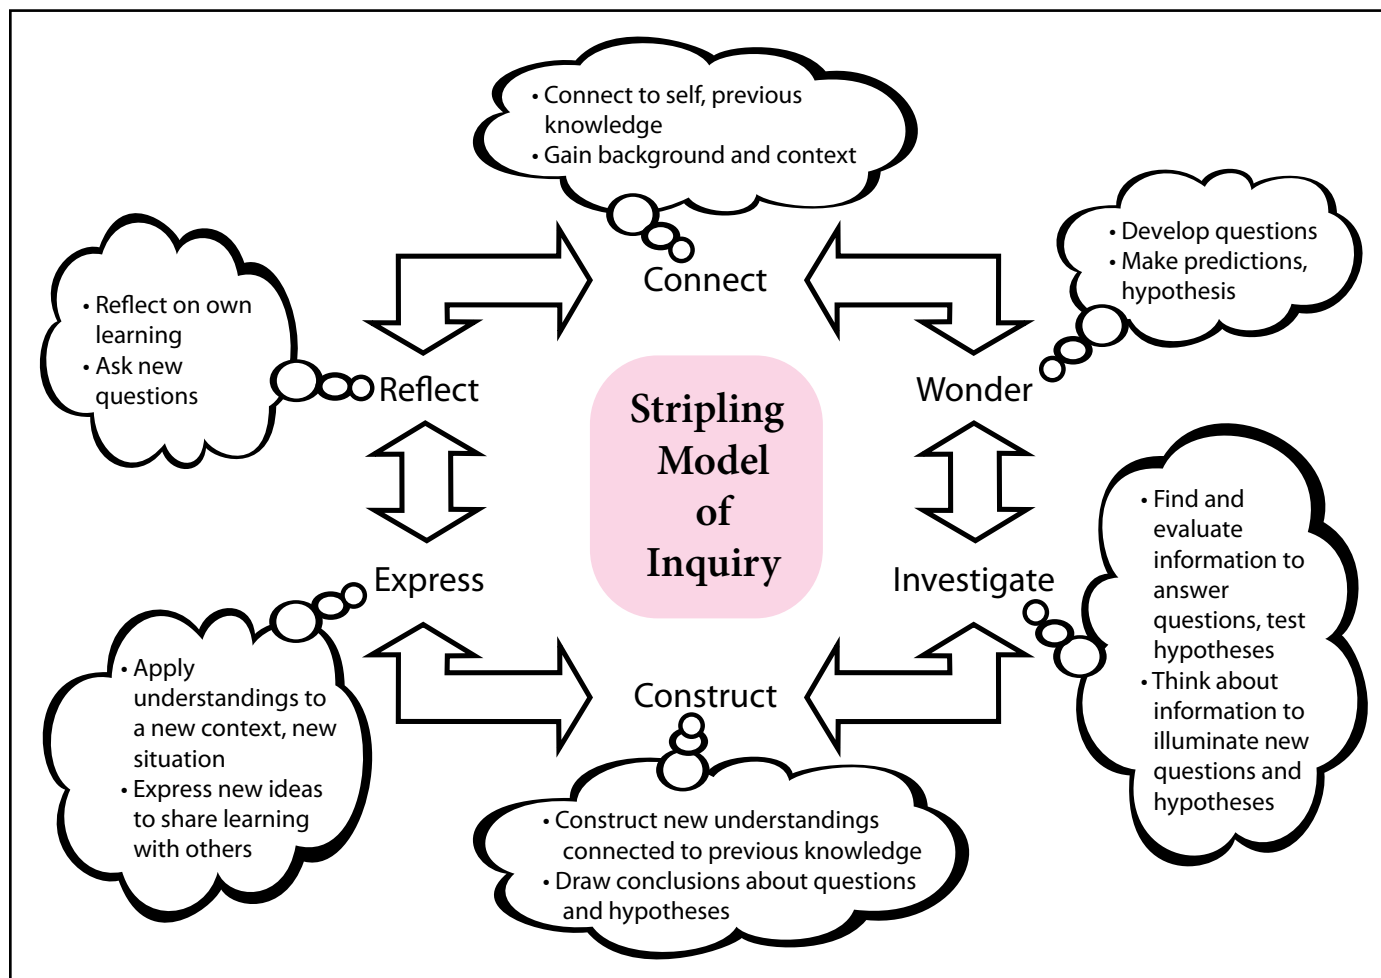 • Connect to self, previous
knowledge
• Gain background and context
Connect
• Develop questions
• Make predictions,
hypothesis
Wonder
• Find and
evaluate
information to
answer
questions, test
hypotheses
• Think about
information to
illuminate new
questions and
hypotheses
Investigate
Construct
• Construct new understandings
connected to previous knowledge
• Draw conclusions about questions
and hypotheses
Express
• Apply
understandings to
a new context, new
situation
• Express new ideas
to share learning
with others
Reflect
• Reflect on own
learning
• Ask new
questions
Stripling
Model
of
Inquiry